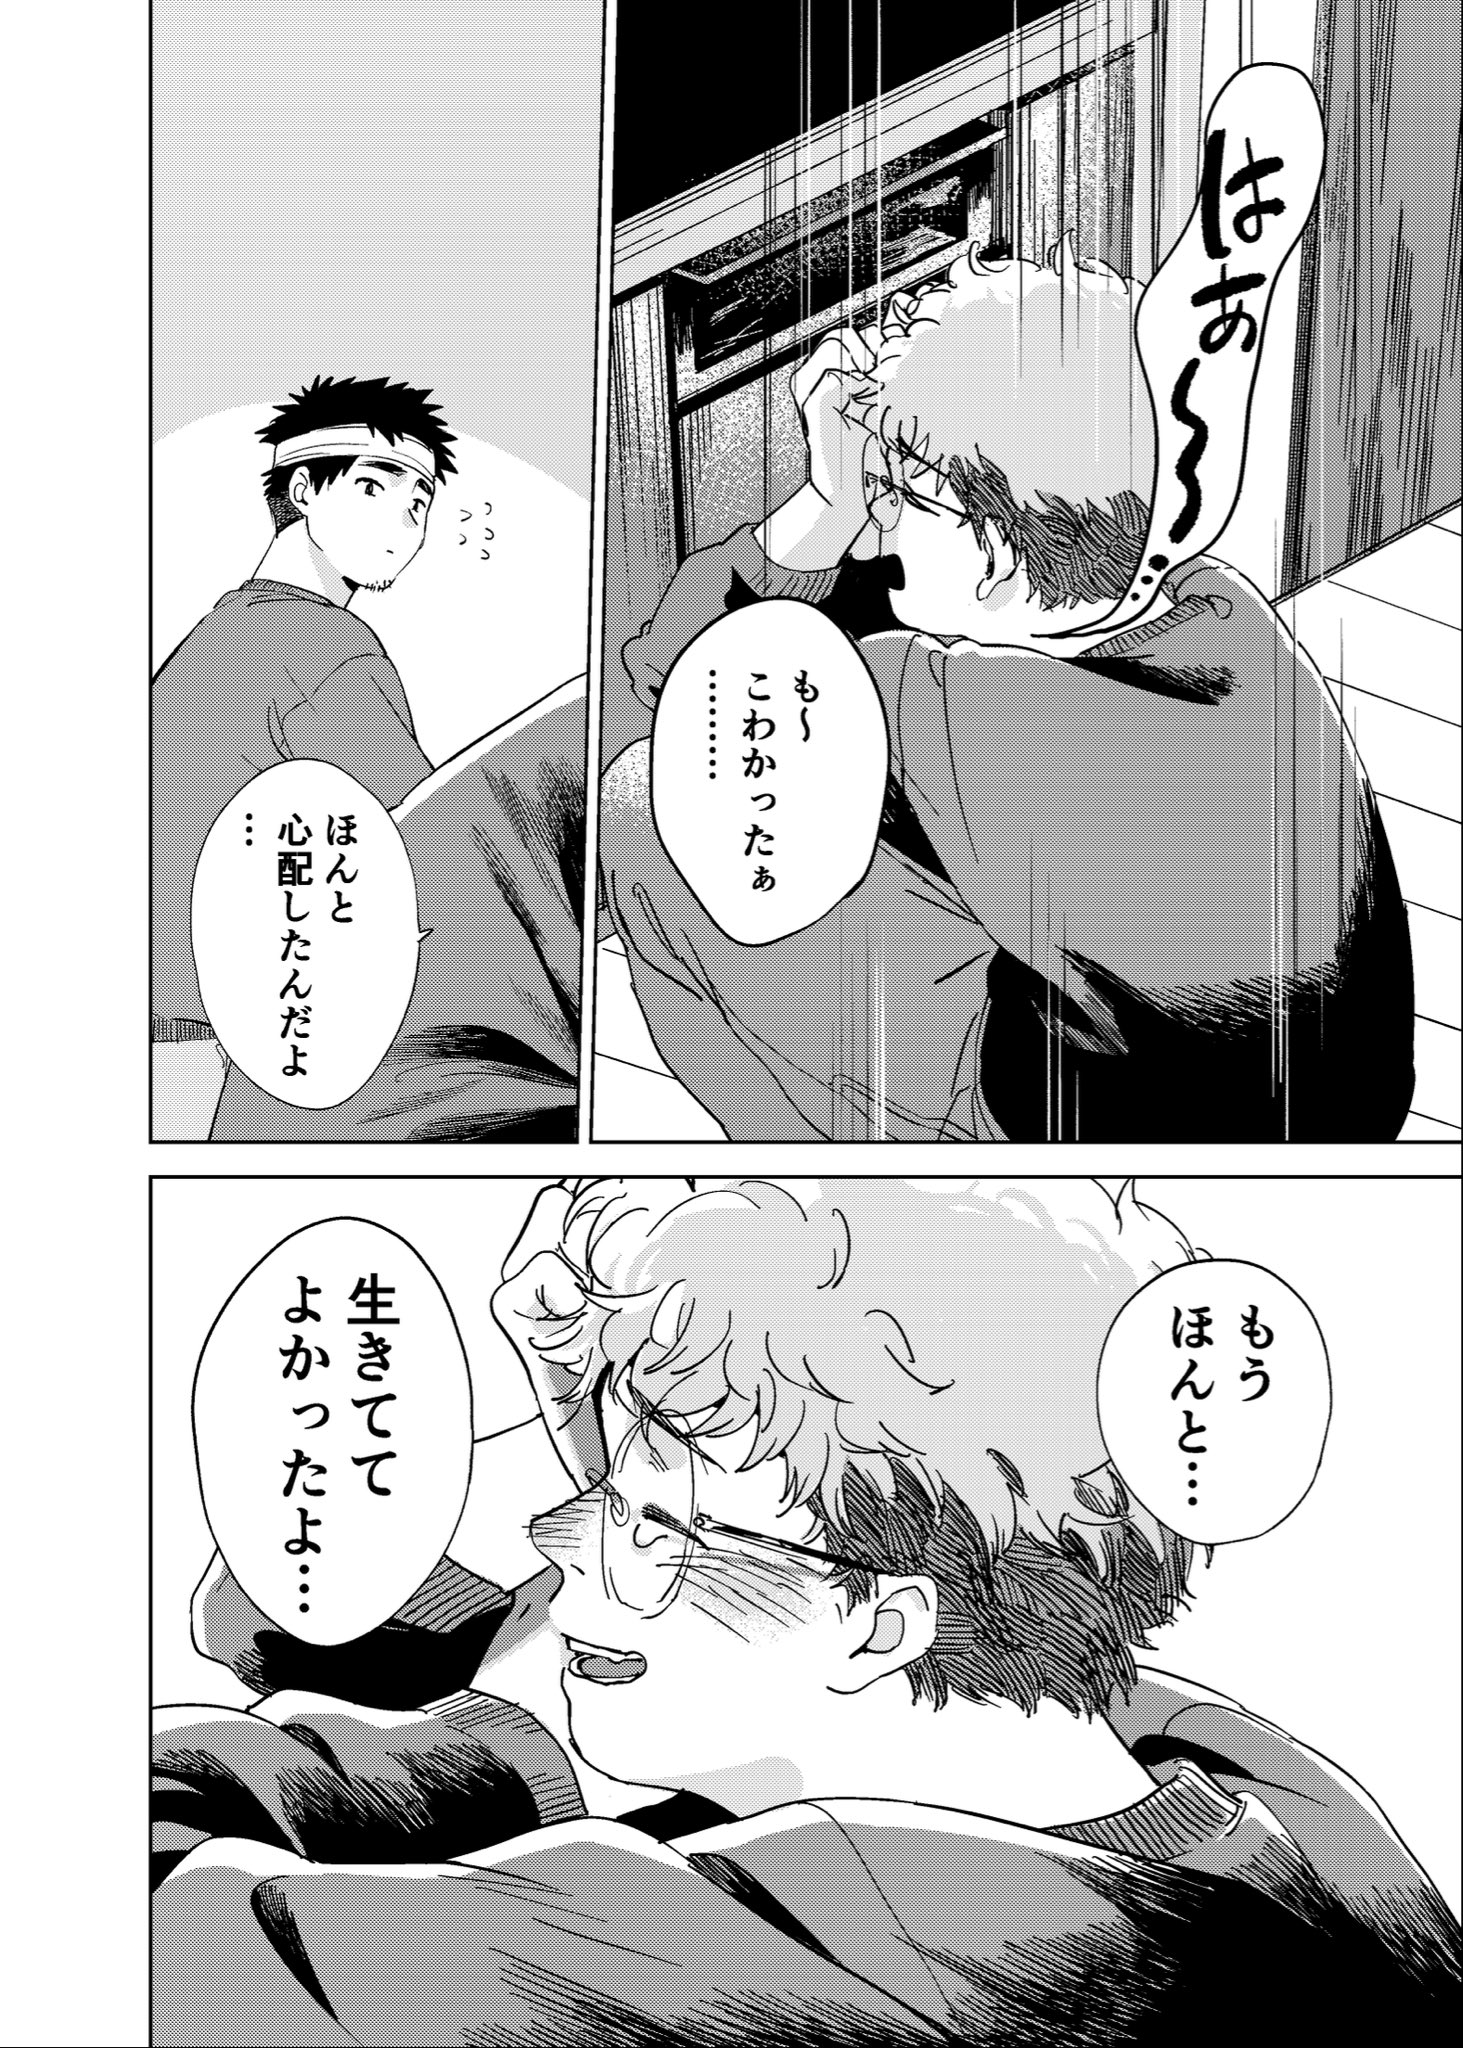 はあ〜〜…
も〜
こわかったぁ
………
ほんと
心配したんだよ
…
もう
ほんと…
生きてて
よかったよ…